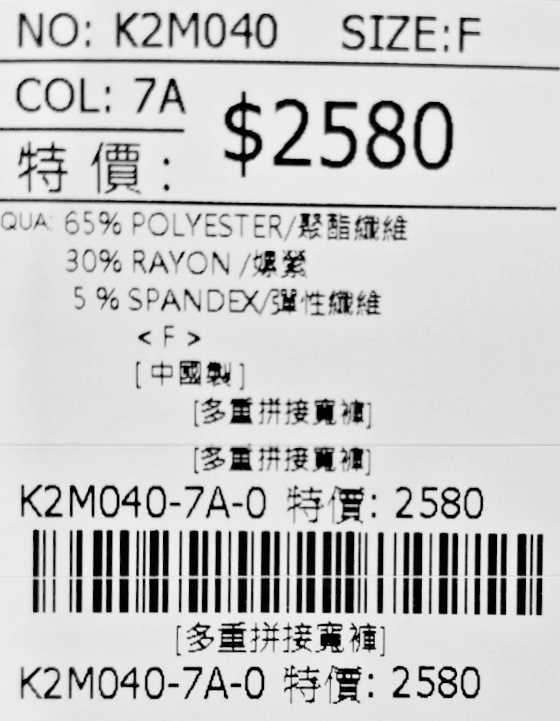 NO: K2M040 SIZE:F
COL: 7A
特價: $2580
QUA: 65% POLYESTER/聚酯纖維
30% RAYON /嫘縈
5 % SPANDEX/彈性纖維
< F >
[中國製]
[多重拼接寬褲]
[多重拼接寬褲]
K2M040-7A-0 特價: 2580
[多重拼接寬褲]
K2M040-7A-0 特價: 2580